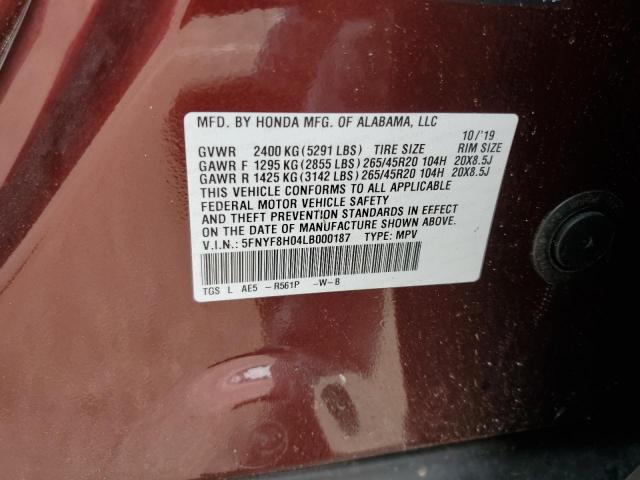 MFD. BY HONDA MFG. OF ALABAMA, LLC 10/'19
GVWR 2400 KG (5291 LBS) TIRE SIZE RIM SIZE
GAWR F 1295 KG (2855 LBS) 265/45R20 104H 20X8.5J
GAWR R 1425 KG (3142 LBS) 265/45R20 104H 20X8.5J
THIS VEHICLE CONFORMS TO ALL APPLICABLE
FEDERAL MOTOR VEHICLE SAFETY
AND THEFT PREVENTION STANDARDS IN EFFECT
ON THE DATE OF MANUFACTURE SHOWN ABOVE.
V.I.N.: 5FNYF8H04LB000187 TYPE: MPV
TGS L AE5 -R561P -W-B